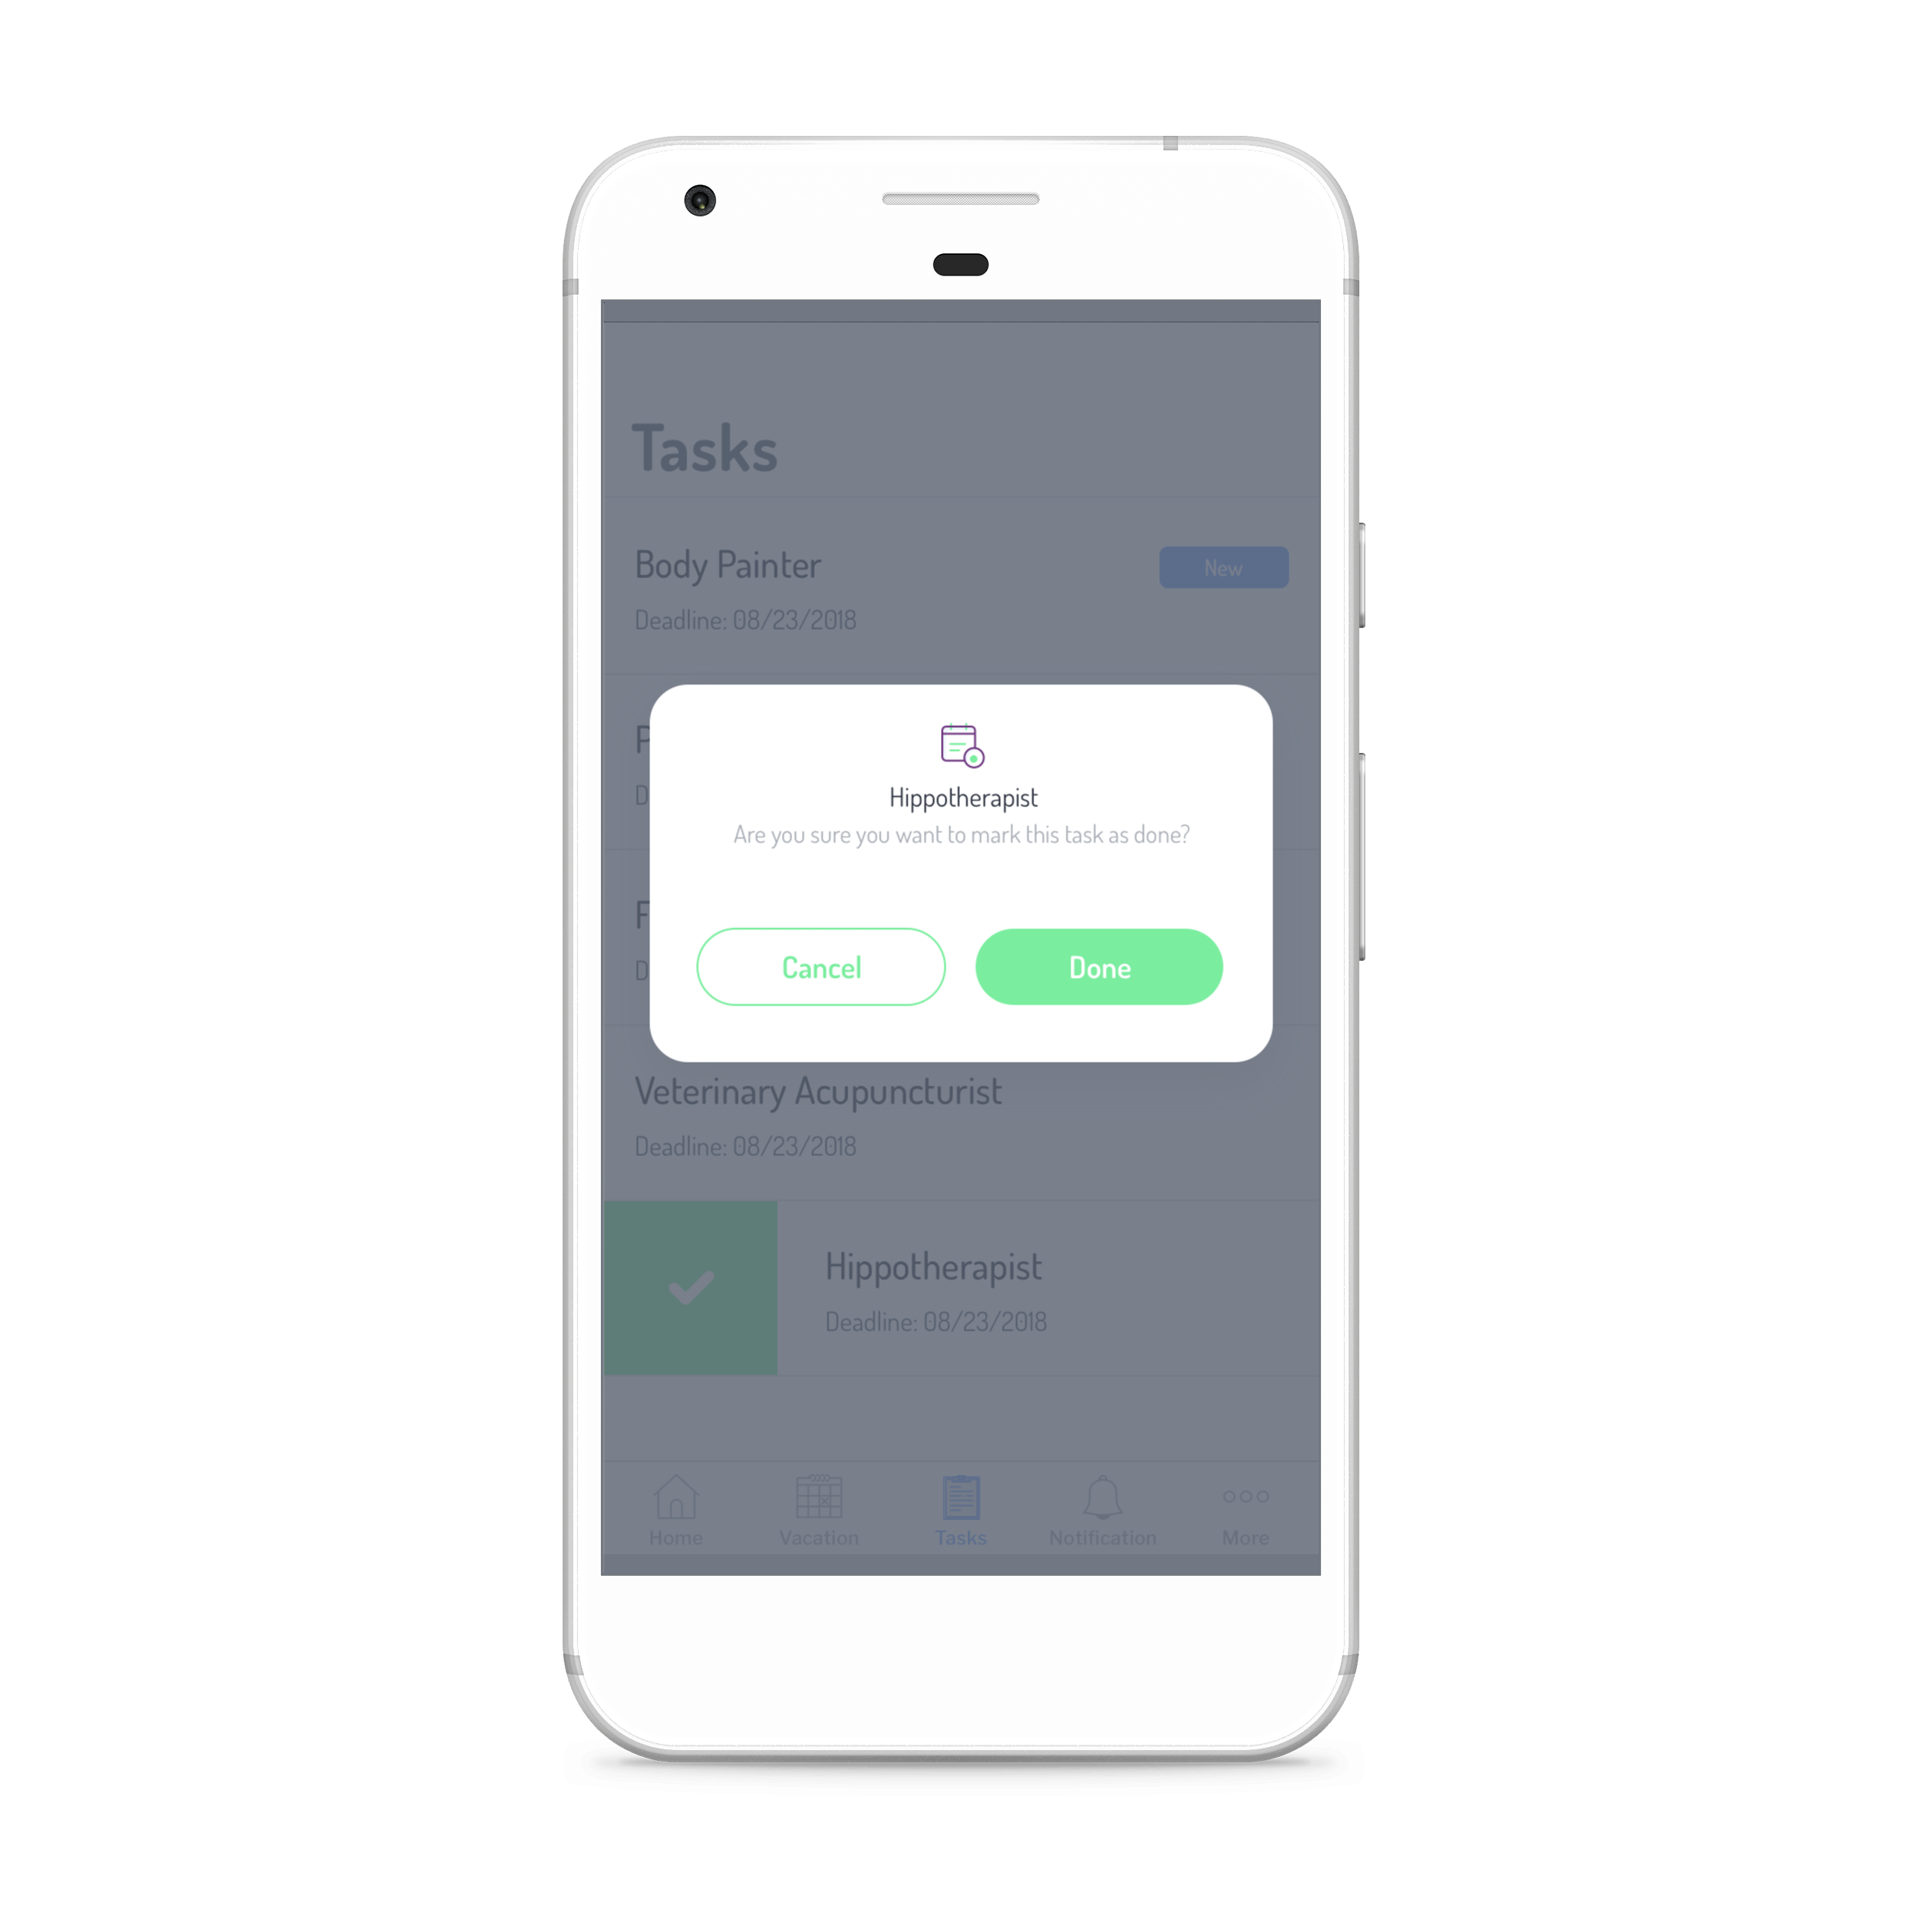 Tasks
Body Painter
New
Deadline: 08/23/2018
Hippotherapist
Are you sure you want to mark this task as done?
Cancel
Done
Veterinary Acupuncturist
Deadline: 08/23/2018
Hippotherapist
Deadline: 08/23/2018
Home
Vacation
Tasks
Notification
More